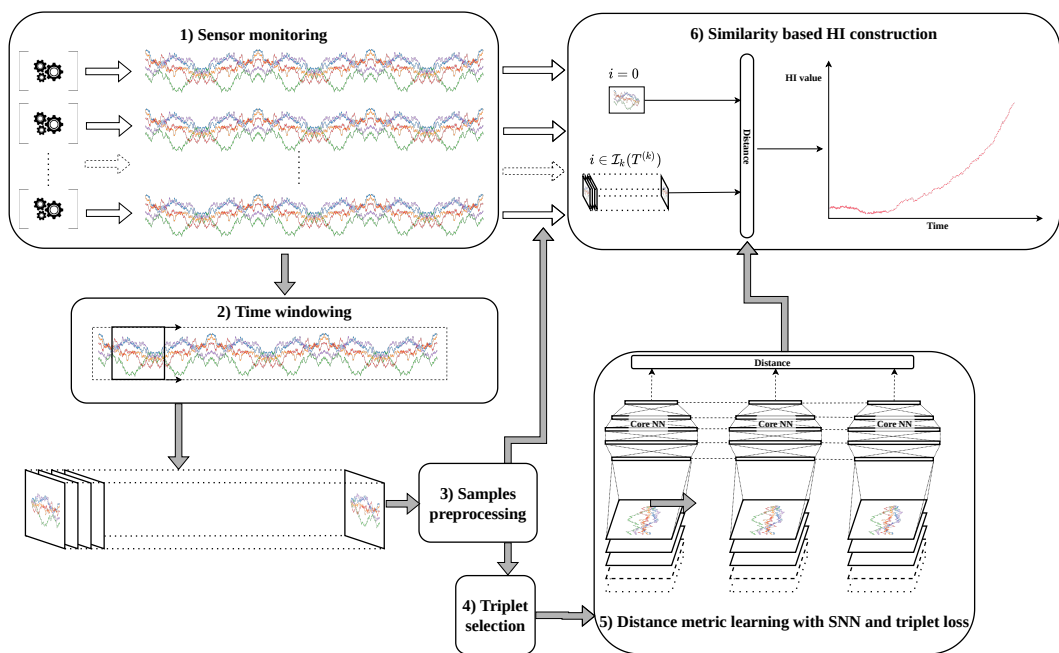 1) Sensor monitoring
6) Similarity based HI construction
i = 0
HI value
Distance
i ∈ 𝓘ₖ(T⁽ᵏ⁾)
Time
2) Time windowing
Distance
Core NN
Core NN
Core NN
3) Samples
preprocessing
4) Triplet
selection
5) Distance metric learning with SNN and triplet loss